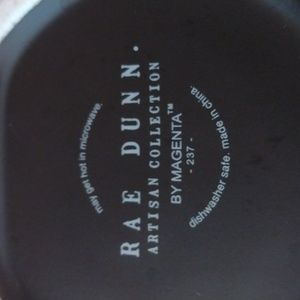 may get hot in microwave.
RAE DUNN.
ARTISAN COLLECTION
BY MAGENTA™
- 237 -
dishwasher safe. made in china.